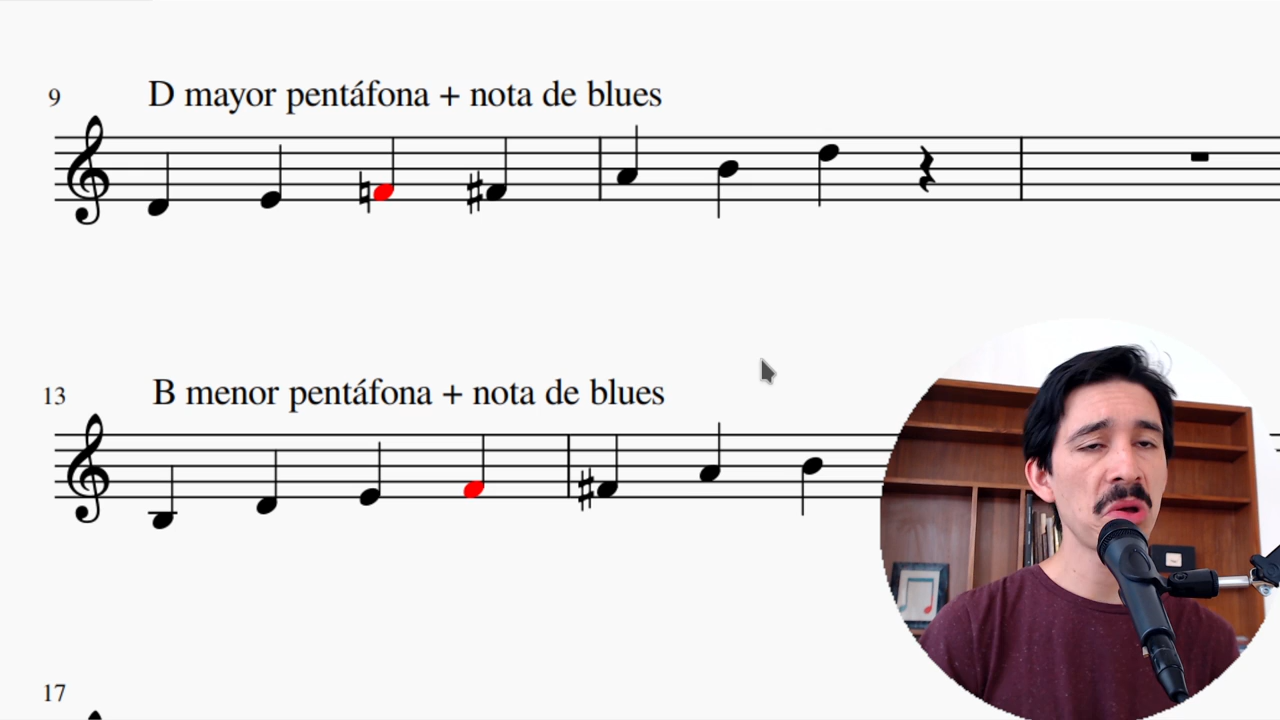 9
D mayor pentáfona + nota de blues
13
B menor pentáfona + nota de blues
17